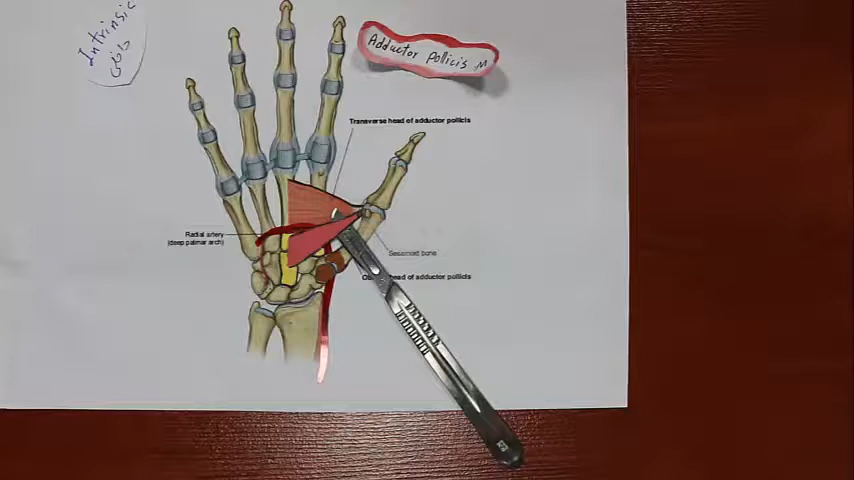 Intrinsic
Adductor pollicis M
Transverse head of adductor pollicis
Radial artery
(deep palmar arch)
Sesamoid bone
head of adductor pollicis